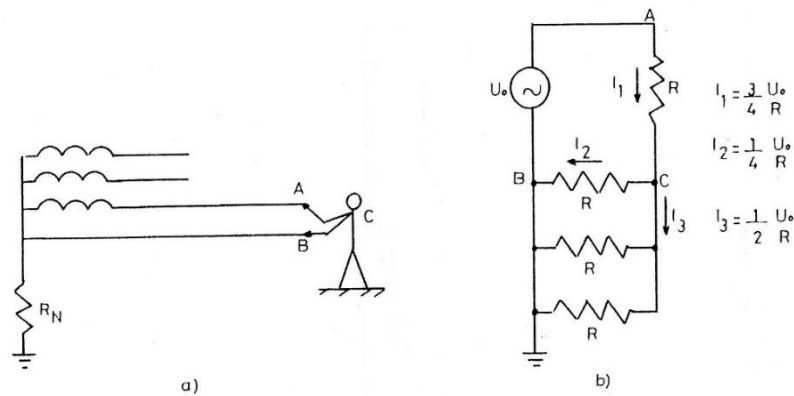 A
U₀
I₁
R
I₁ = 3/4 U₀/R
I₂
I₂ = 1/4 U₀/R
B
C
R
I₃
I₃ = 1/2 U₀/R
R
R
b)
A
C
B
R_N
a)